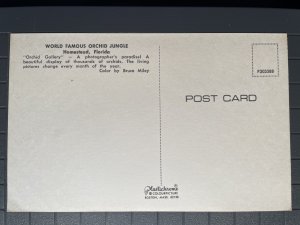 WORLD FAMOUS ORCHID JUNGLE
Homestead, Florida
"Orchid Gallery" — A photographer's paradise! A
beautiful display of thousands of orchids. The living
pictures change every month of the year.
Color by Bruce Miley
P303388
POST CARD
Plastichrome
BY COLOURPICTURE
BOSTON, MASS. 02130